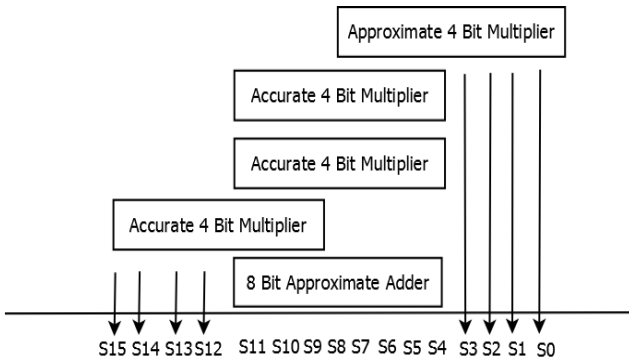 Approximate 4 Bit Multiplier
Accurate 4 Bit Multiplier
Accurate 4 Bit Multiplier
Accurate 4 Bit Multiplier
8 Bit Approximate Adder
S15 S14 S13 S12 S11 S10 S9 S8 S7 S6 S5 S4 S3 S2 S1 S0